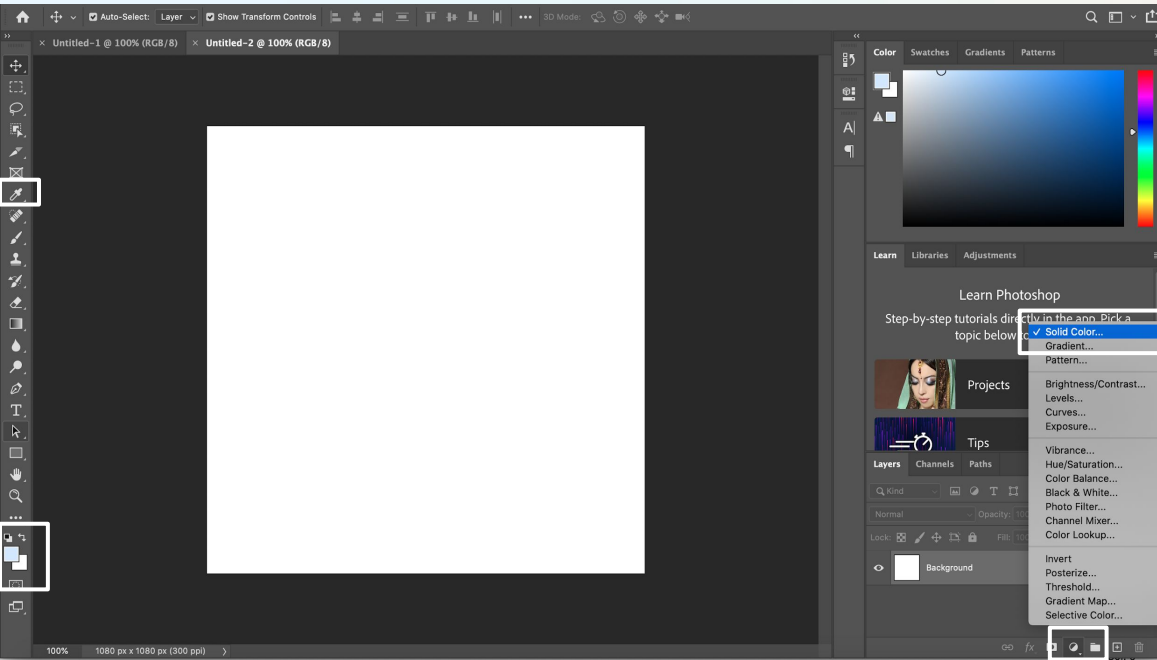 Auto-Select: Layer Show Transform Controls 3D Mode:
× Untitled-1 @ 100% (RGB/8) × Untitled-2 @ 100% (RGB/8)
Color Swatches Gradients Patterns
Learn Libraries Adjustments
Learn Photoshop
Step-by-step tutorials directly in the app. Pick a
topic below
Projects
Tips
Solid Color...
Gradient...
Pattern...
Brightness/Contrast...
Levels...
Curves...
Exposure...
Vibrance...
Hue/Saturation...
Color Balance...
Black & White...
Photo Filter...
Channel Mixer...
Color Lookup...
Invert
Posterize...
Threshold...
Gradient Map...
Selective Color...
Layers Channels Paths
Kind
Normal Opacity:
Lock: Fill:
Background
fx
100% 1080 px x 1080 px (300 ppi)